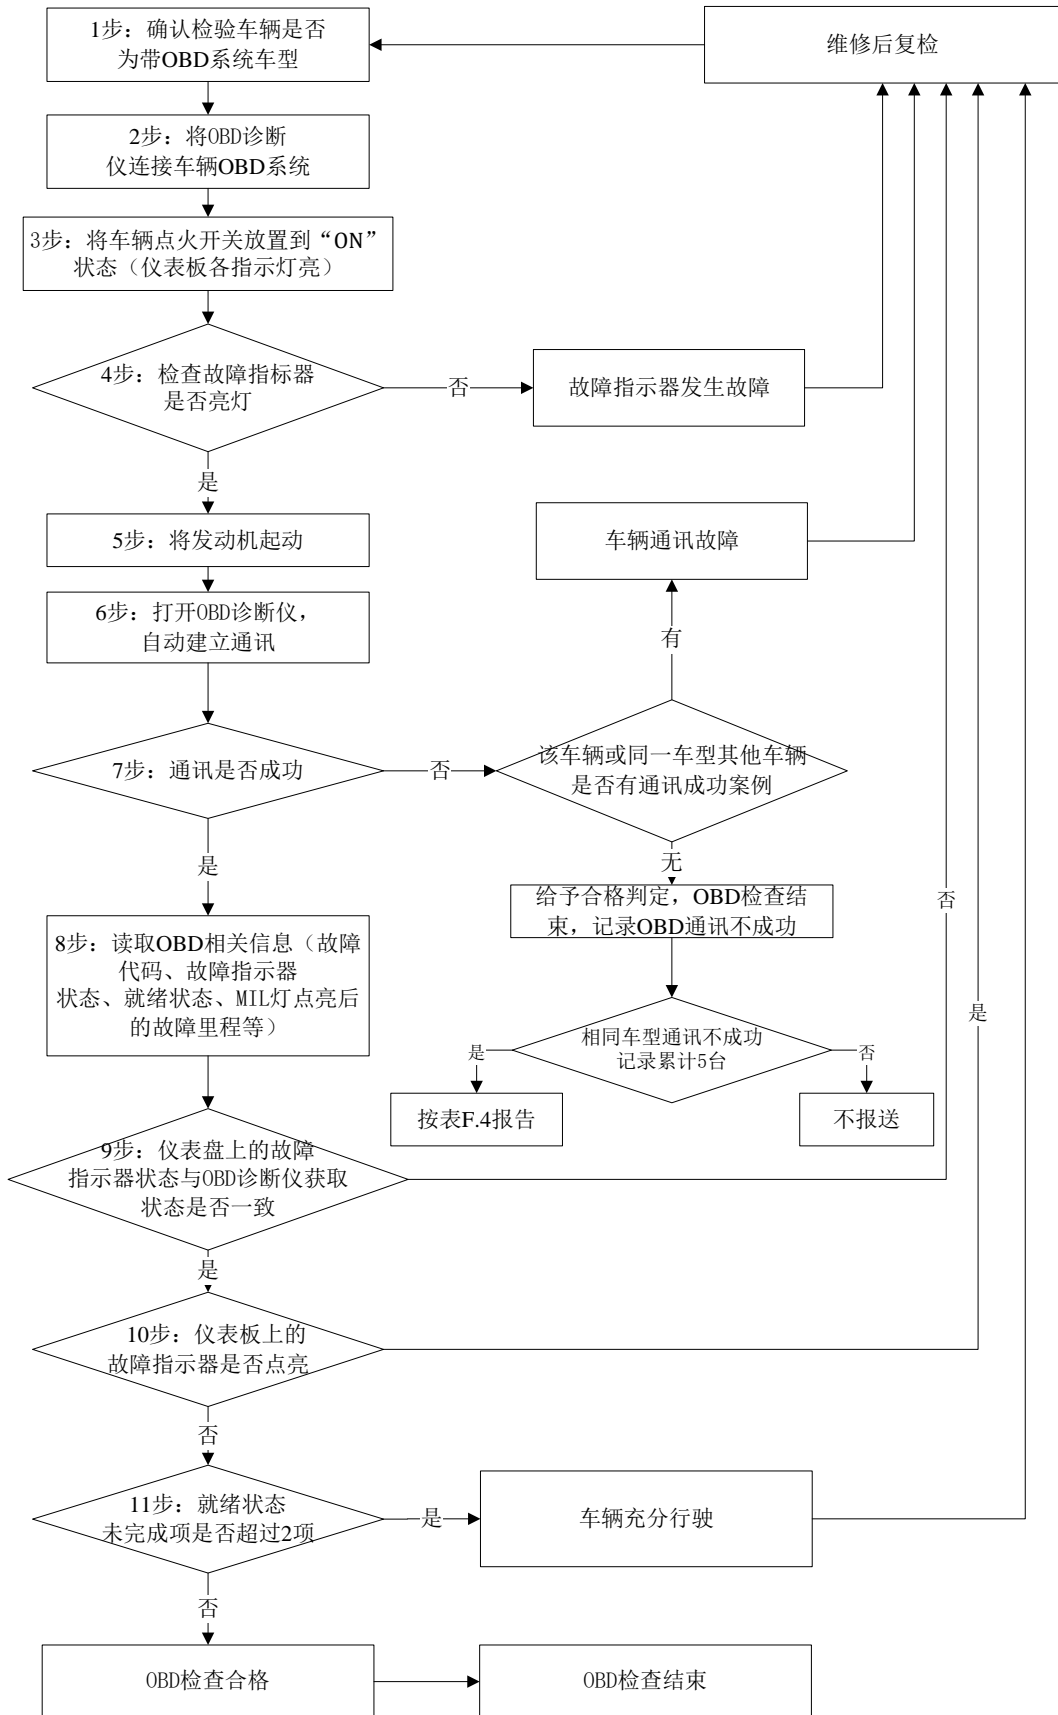 1步：确认检验车辆是否
为带OBD系统车型
维修后复检
2步：将OBD诊断
仪连接车辆OBD系统
3步：将车辆点火开关放置到“ON”
状态（仪表板各指示灯亮）
4步：检查故障指标器
是否亮灯
否
故障指示器发生故障
是
5步：将发动机起动
车辆通讯故障
6步：打开OBD诊断仪，
自动建立通讯
有
7步：通讯是否成功
否
该车辆或同一车型其他车辆
是否有通讯成功案例
是
无
给予合格判定，OBD检查结
束，记录OBD通讯不成功
否
8步：读取OBD相关信息（故障
代码、故障指示器
状态、就绪状态、MIL灯点亮后
的故障里程等）
是
相同车型通讯不成功
记录累计5台
是
否
按表F.4报告
不报送
9步：仪表盘上的故障
指示器状态与OBD诊断仪获取
状态是否一致
是
10步：仪表板上的
故障指示器是否点亮
否
11步：就绪状态
未完成项是否超过2项
是
车辆充分行驶
否
OBD检查合格
OBD检查结束